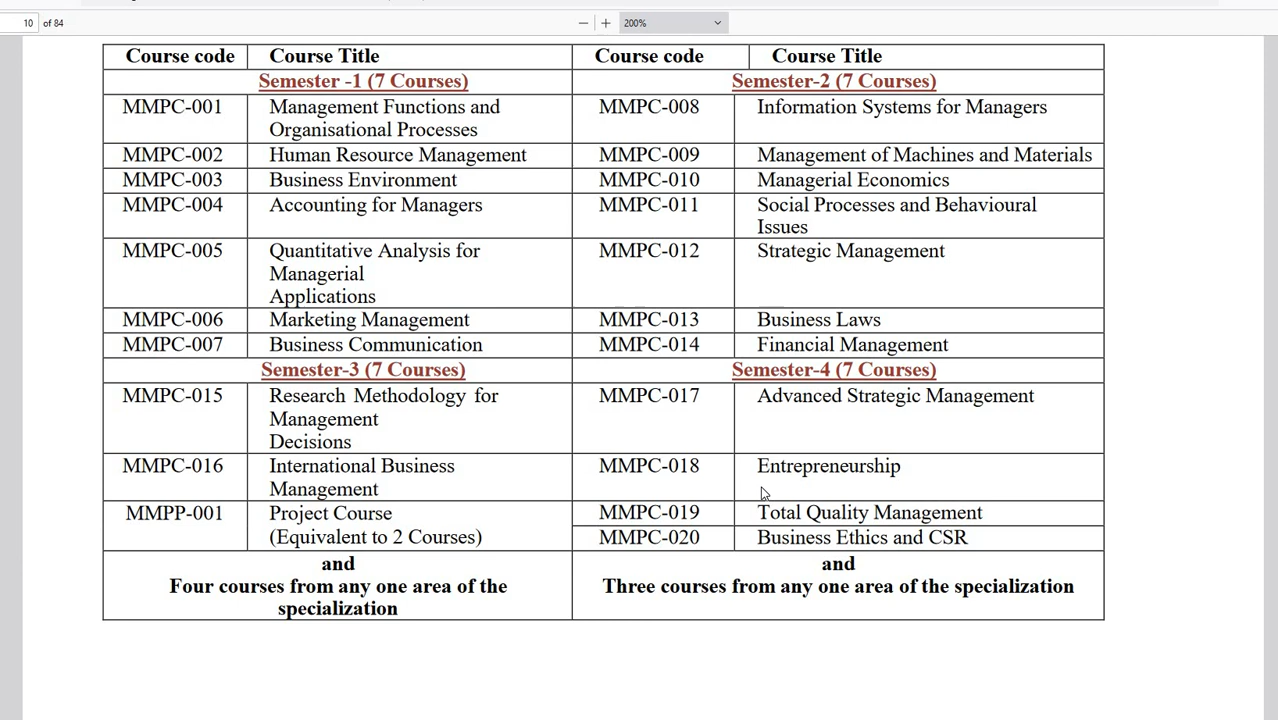 10 of 84
200%
Course code Course Title Course code Course Title
Semester -1 (7 Courses) Semester-2 (7 Courses)
MMPC-001 Management Functions and MMPC-008 Information Systems for Managers
Organisational Processes
MMPC-002 Human Resource Management MMPC-009 Management of Machines and Materials
MMPC-003 Business Environment MMPC-010 Managerial Economics
MMPC-004 Accounting for Managers MMPC-011 Social Processes and Behavioural
Issues
MMPC-005 Quantitative Analysis for MMPC-012 Strategic Management
Managerial
Applications
MMPC-006 Marketing Management MMPC-013 Business Laws
MMPC-007 Business Communication MMPC-014 Financial Management
Semester-3 (7 Courses) Semester-4 (7 Courses)
MMPC-015 Research Methodology for MMPC-017 Advanced Strategic Management
Management
Decisions
MMPC-016 International Business MMPC-018 Entrepreneurship
Management
MMPP-001 Project Course MMPC-019 Total Quality Management
(Equivalent to 2 Courses) MMPC-020 Business Ethics and CSR
and and
Four courses from any one area of the Three courses from any one area of the specialization
specialization